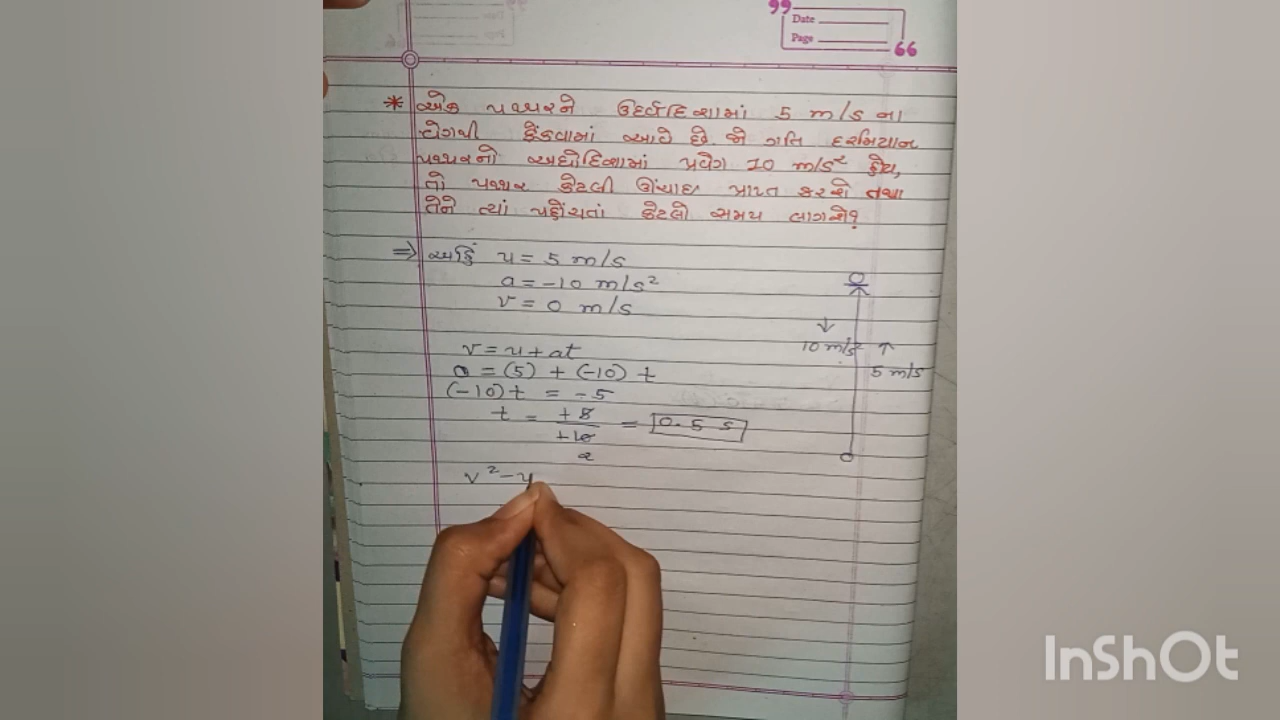 Date
Page
* એક પથ્થરને ઉર્ધ્વદિશામાં 5 m/s ના
વેગથી ફેંકવામાં આવે છે. જો ગતિ દરમિયાન
પથ્થરનો અધોદિશામાં પ્રવેગ 10 m/s² હોય,
તો પથ્થર કેટલી ઊંચાઇ પ્રાપ્ત કરશે તથા
તેને ત્યાં પહોંચતાં કેટલો સમય લાગશે?
⇒ અહિં u = 5 m/s
a = -10 m/s²
v = 0 m/s
↓
10 m/s² ↑
5 m/s
v = u + at
0 = (5) + (-10) t
(-10) t = -5
t = +5/+10 = 0.5 s
2
v² - u
InShOt